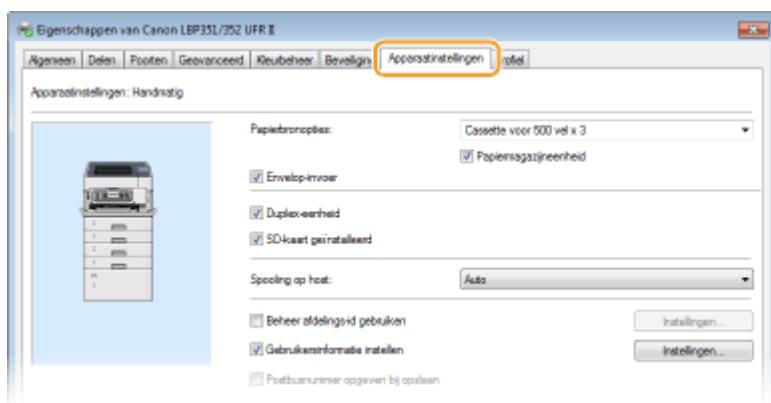 Eigenschappen van Canon LBP351/352 UFR II
Algemeen Delen Poorten Geavanceerd Kleurbeheer Beveiligin Apparaatinstellingen rofiel
Apparaatinstellingen: Handmatig
Papierbronopties: Cassette voor 500 vel x 3
Papiermagazijneenheid
Envelop-invoer
Duplex-eenheid
SD-kaart geïnstalleerd
Spooling op host: Auto
Beheer afdelings-id gebruiken Instellingen...
Gebruikersinformatie instellen Instellingen...
Postbusnummer opgeven bij opslaan